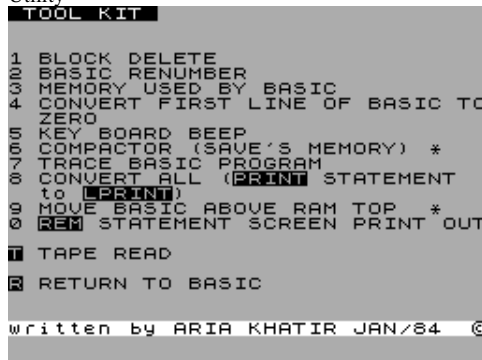 Utility
TOOL KIT
1 BLOCK DELETE
2 BASIC RENUMBER
3 MEMORY USED BY BASIC
4 CONVERT FIRST LINE OF BASIC TO
ZERO
5 KEY BOARD BEEP
6 COMPACTOR (SAVE'S MEMORY) *
7 TRACE BASIC PROGRAM
8 CONVERT ALL (PRINT STATEMENT
to LPRINT)
9 MOVE BASIC ABOVE RAM TOP *
0 REM STATEMENT SCREEN PRINT OUT
T TAPE READ
R RETURN TO BASIC
written by ARIA KHATIR JAN/84 ©